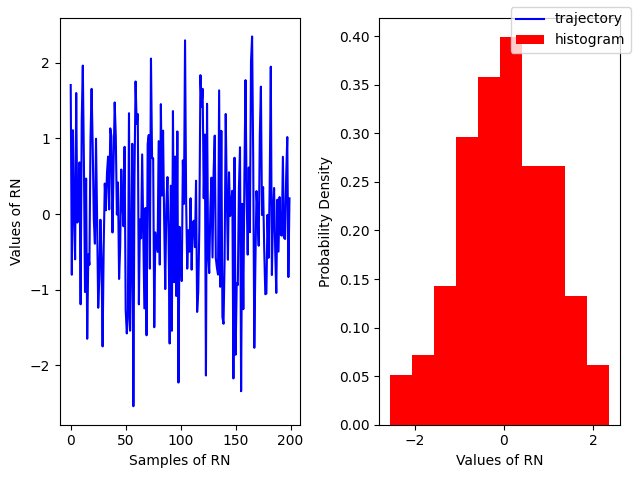 trajectory
histogram
Values of RN
2
1
0
−1
−2
0 50 100 150 200
Samples of RN
Probability Density
0.40
0.35
0.30
0.25
0.20
0.15
0.10
0.05
0.00
−2 0 2
Values of RN